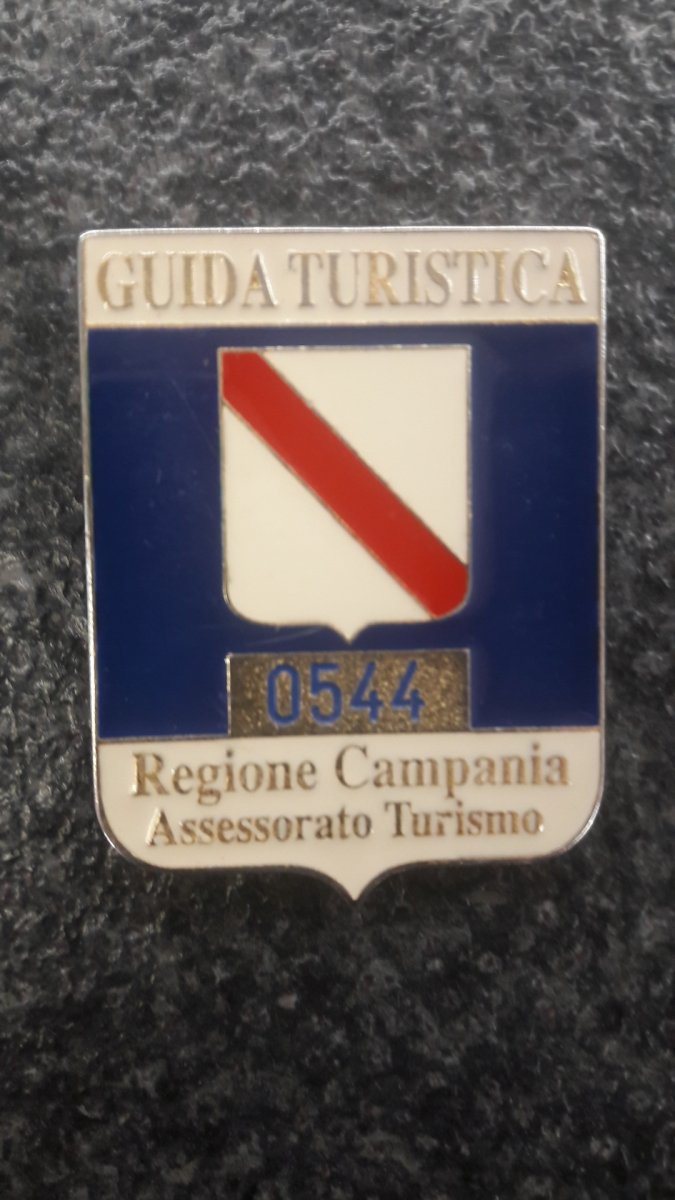 GUIDA TURISTICA
0544
Regione Campania
Assessorato Turismo